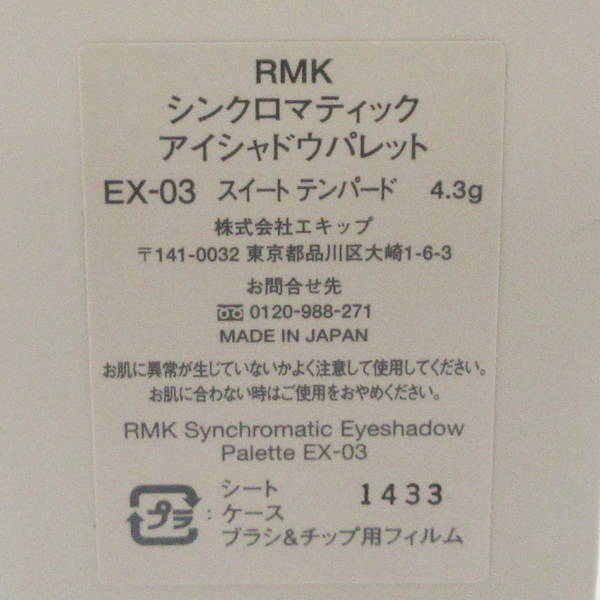 RMK
シンクロマティック
アイシャドウパレット
EX-03 スイート テンパード 4.3g
株式会社エキップ
〒141-0032 東京都品川区大崎1-6-3
お問合せ先
0120-988-271
MADE IN JAPAN
お肌に異常が生じていないかよく注意して使用してください。
お肌に合わない時はご使用をおやめください。
RMK Synchromatic Eyeshadow
Palette EX-03
プラ : シート 1433
ケース
ブラシ&チップ用フィルム